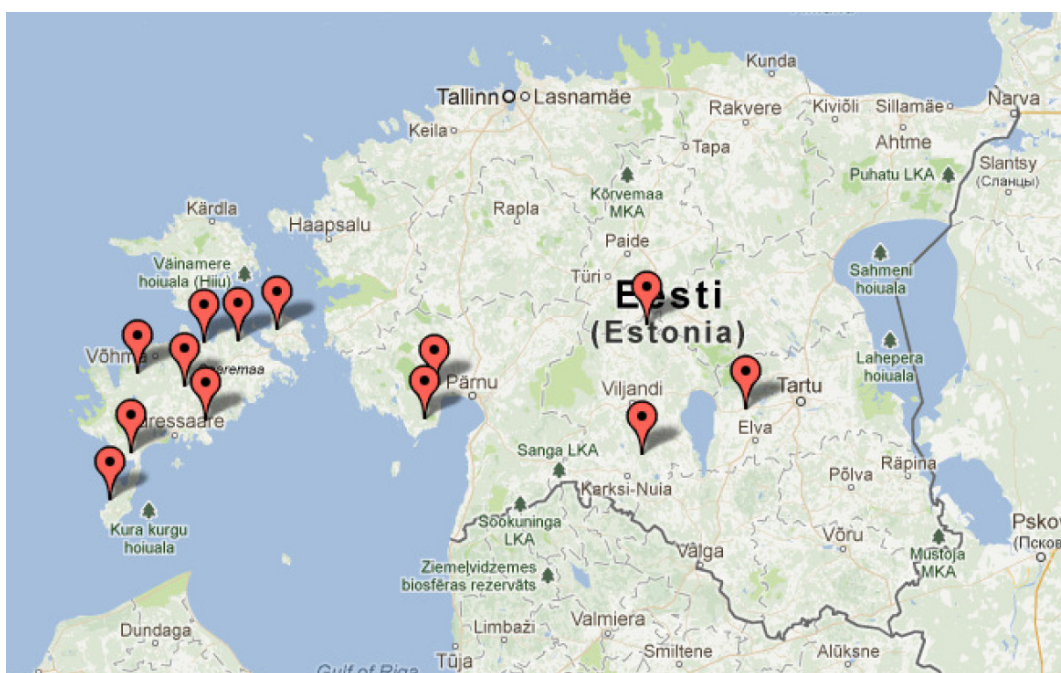 Kunda
Tallinn
Lasnamäe
Rakvere
Kiviõli
Sillamäe
Narva
Keila
Ahtme
Tapa
Slantsy
(Сланцы)
Puhatu LKA
Kõrvemaa
MKA
Kärdla
Rapla
Haapsalu
Paide
Väinamere
hoiuala (Hiiu)
Türi
Sahmeni
hoiuala
Eesti
(Estonia)
Võhma
aremaa
Lahepera
hoiuala
Pärnu
Viljandi
Tartu
uressaare
Elva
Sanga LKA
Räpina
Põlva
Karksi-Nuia
Kura kurgu
hoiuala
Sookuninga
LKA
Võru
Pskov
(Псков
Mustoja
MKA
Valga
Ziemeļvidzemes
biosfēras rezervāts
Valmiera
Dundaga
Limbaži
Tūja
Smiltene
Alūksne
Gulf of Riga